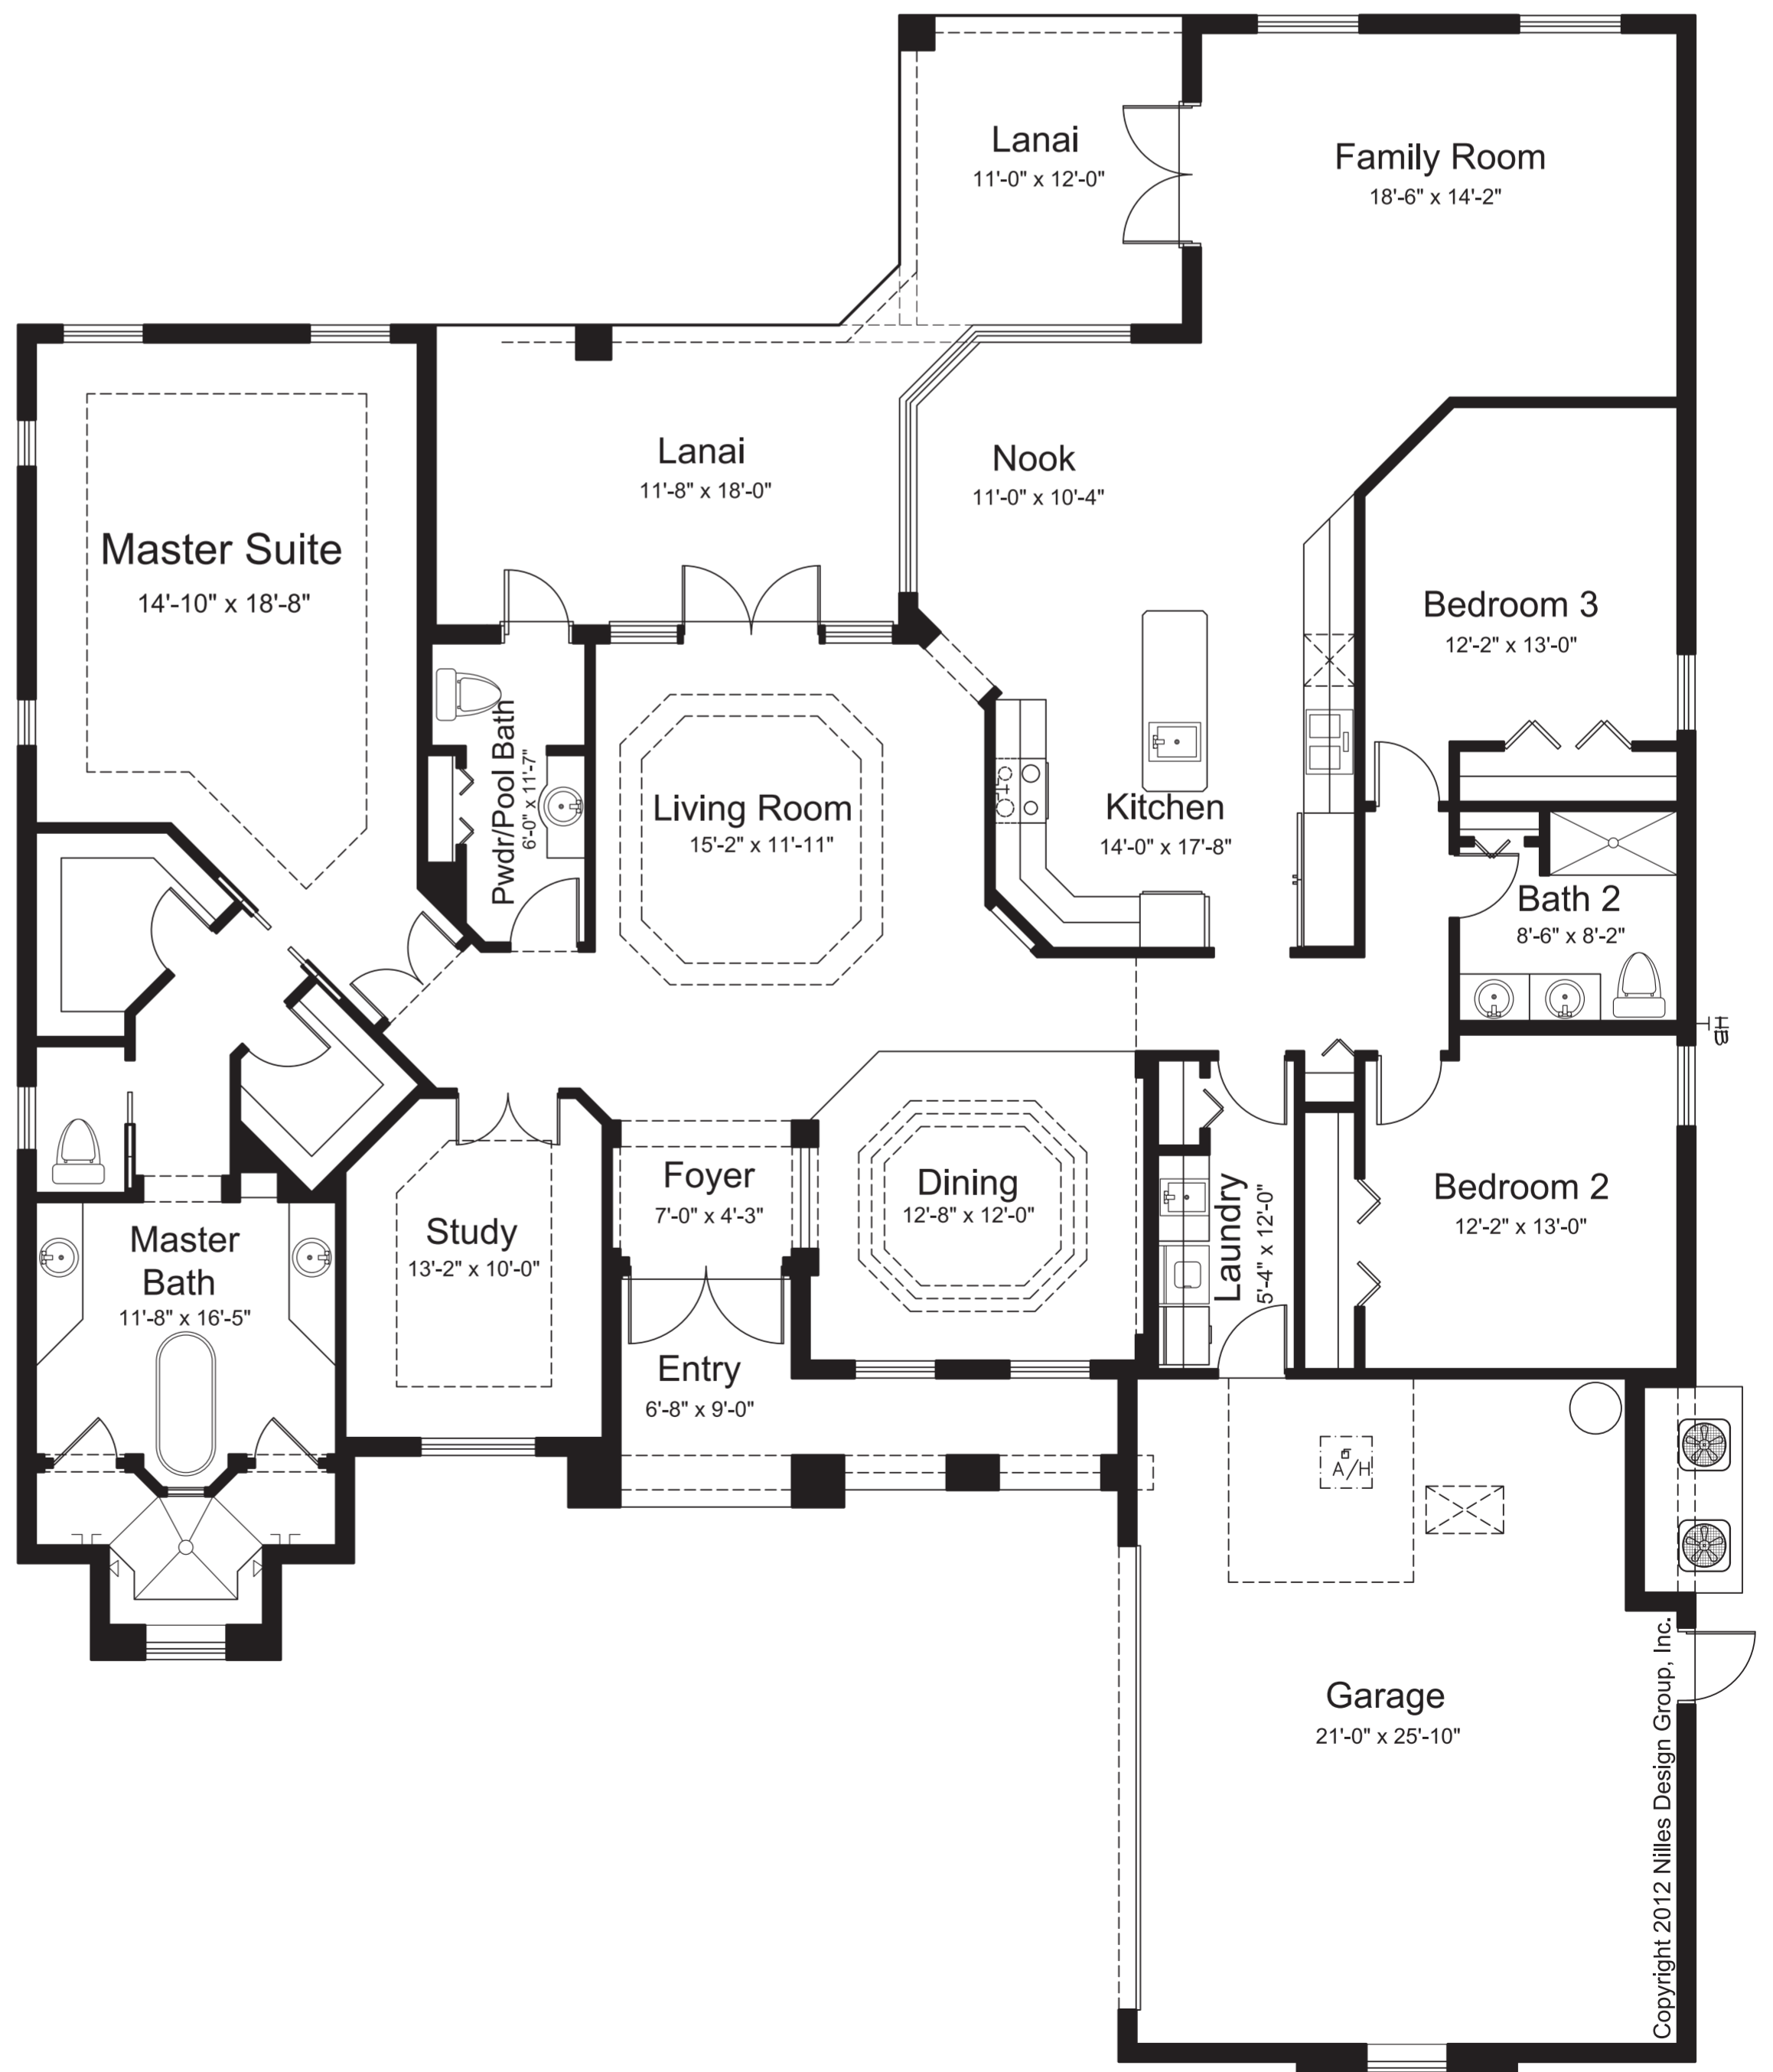 Lanai
11'-0" x 12'-0"
Family Room
18'-6" x 14'-2"
Lanai
11'-8" x 18'-0"
Nook
11'-0" x 10'-4"
Master Suite
14'-10" x 18'-8"
Bedroom 3
12'-2" x 13'-0"
Pwdr/Pool Bath
6'-0" x 11'-7"
Living Room
15'-2" x 11'-11"
Kitchen
14'-0" x 17'-8"
Bath 2
8'-6" x 8'-2"
HB
Foyer
7'-0" x 4'-3"
Dining
12'-8" x 12'-0"
Laundry
5'-4" x 12'-0"
Bedroom 2
12'-2" x 13'-0"
Study
13'-2" x 10'-0"
Master
Bath
11'-8" x 16'-5"
Entry
6'-8" x 9'-0"
A/H
Garage
21'-0" x 25'-10"
Copyright 2012 Nilles Design Group, Inc.